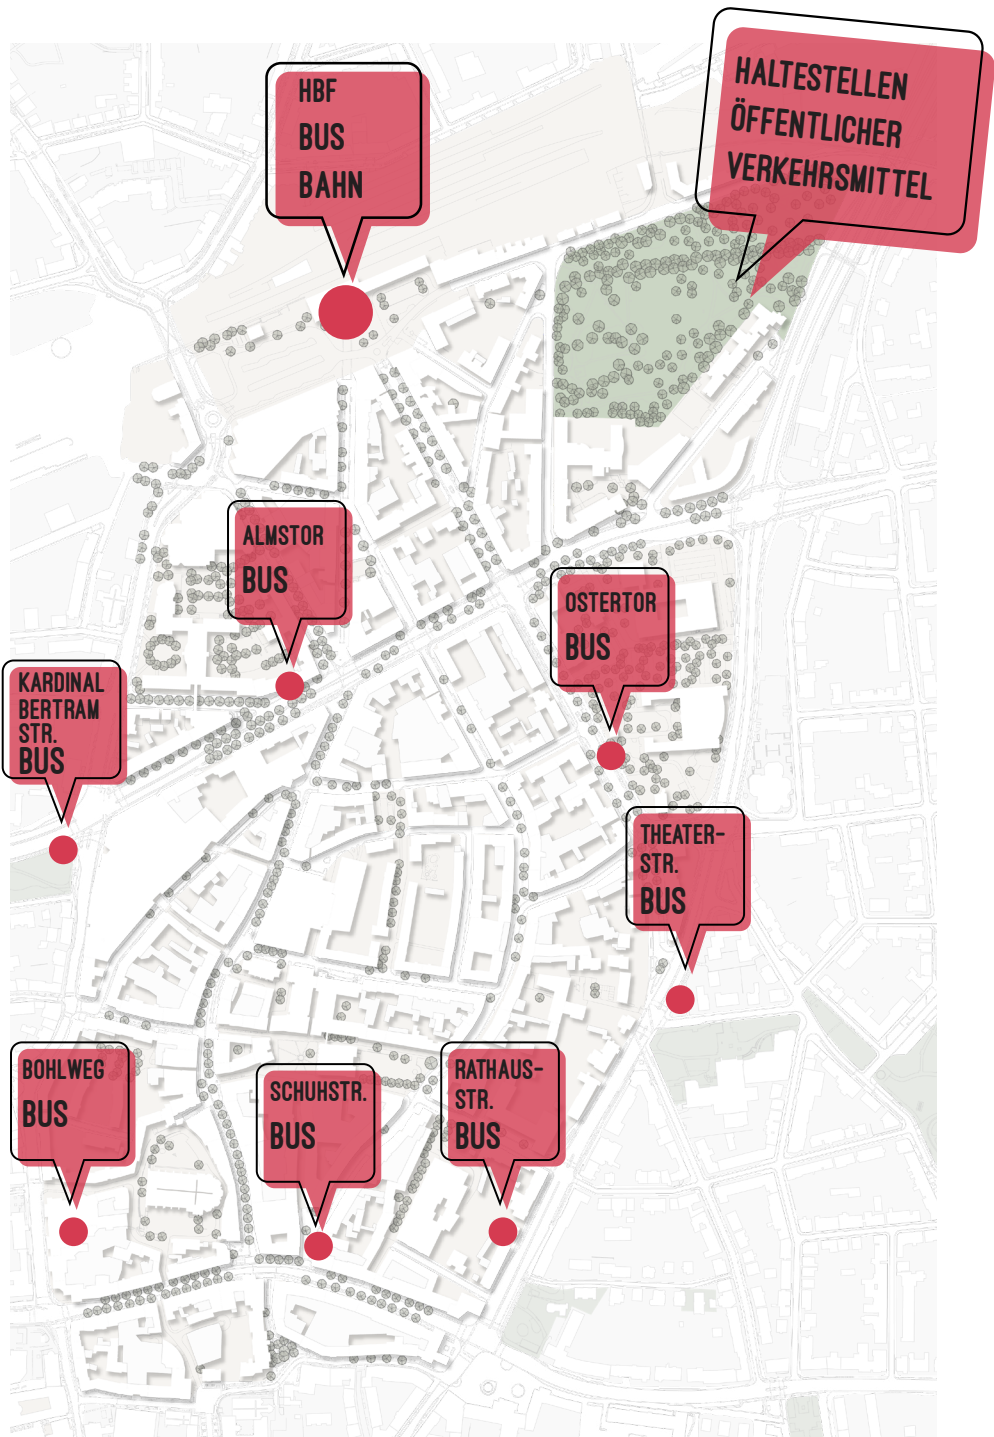 HALTESTELLEN
ÖFFENTLICHER
VERKEHRSMITTEL
HBF
BUS
BAHN
ALMSTOR
BUS
OSTERTOR
BUS
KARDINAL
BERTRAM
STR.
BUS
THEATER-
STR.
BUS
BOHLWEG
BUS
SCHUHSTR.
BUS
RATHAUS-
STR.
BUS